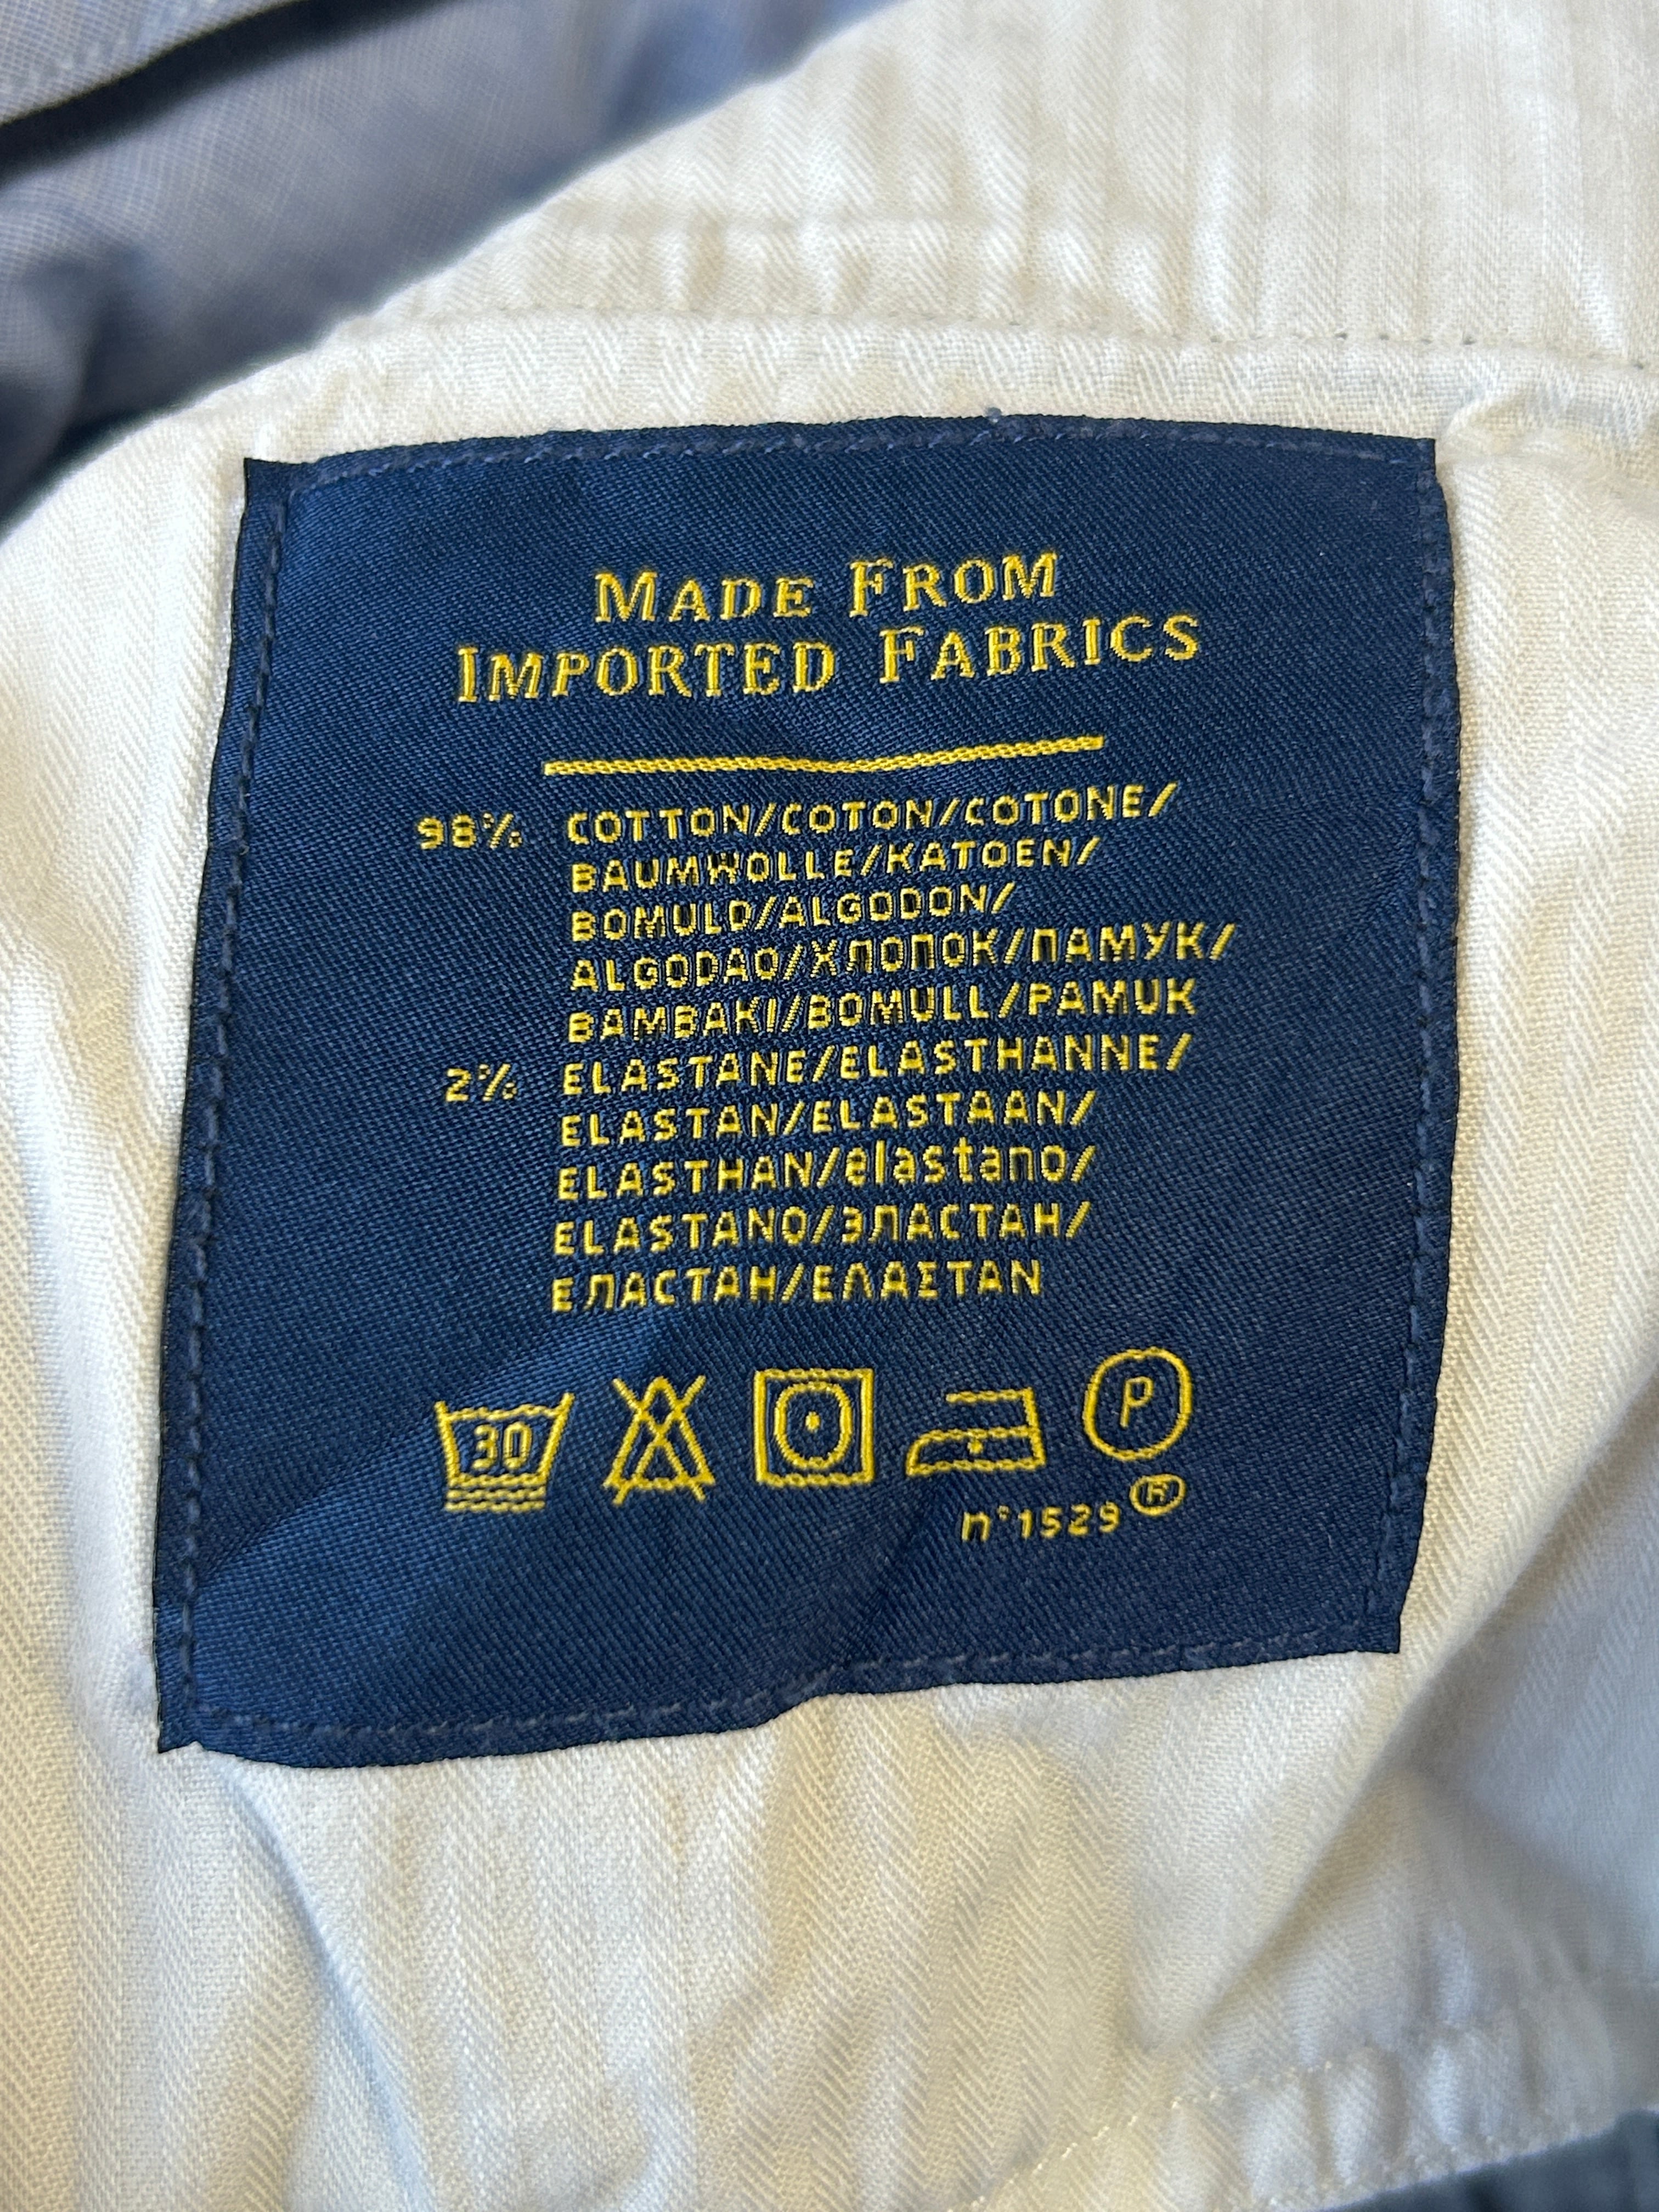 MADE FROM
IMPORTED FABRICS
98% COTTON/COTON/COTONE/
BAUMWOLLE/KATOEN/
BOMULD/ALGODON/
ALGODAO/ХЛОПОК/ПАМУК/
BAMBAKI/BOMULL/PAMUK
2% ELASTANE/ELASTHANNE/
ELASTAN/ELASTAAN/
ELASTHAN/elastano/
ELASTANO/ЭЛАСТАН/
ЕЛАСТАН/ΕΛΑΣΤΑΝ
30
P
n°1529 ®